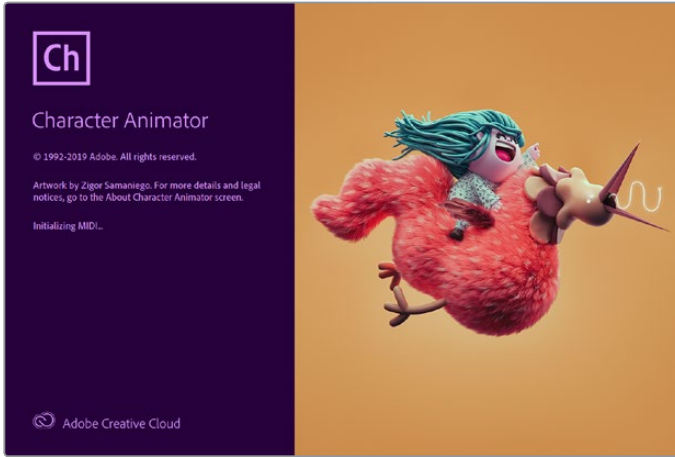 Ch
Character Animator
© 1992-2019 Adobe. All rights reserved.
Artwork by Zigor Samaniego. For more details and legal
notices, go to the About Character Animator screen.
Initializing MIDI...
Adobe Creative Cloud